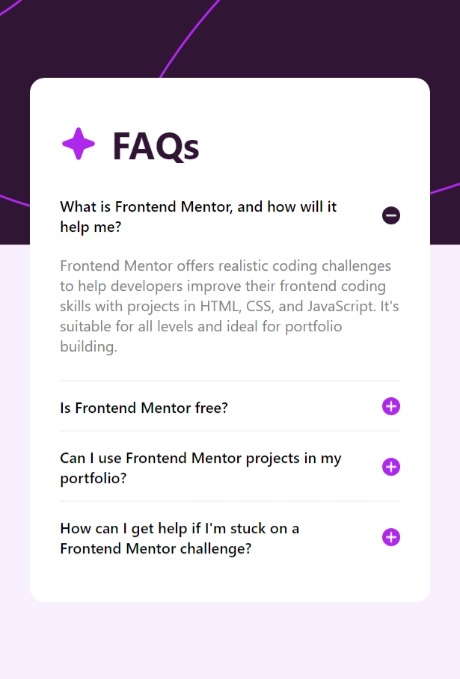 FAQs
What is Frontend Mentor, and how will it
help me?
Frontend Mentor offers realistic coding challenges
to help developers improve their frontend coding
skills with projects in HTML, CSS, and JavaScript. It's
suitable for all levels and ideal for portfolio
building.
Is Frontend Mentor free?
Can I use Frontend Mentor projects in my
portfolio?
How can I get help if I'm stuck on a
Frontend Mentor challenge?